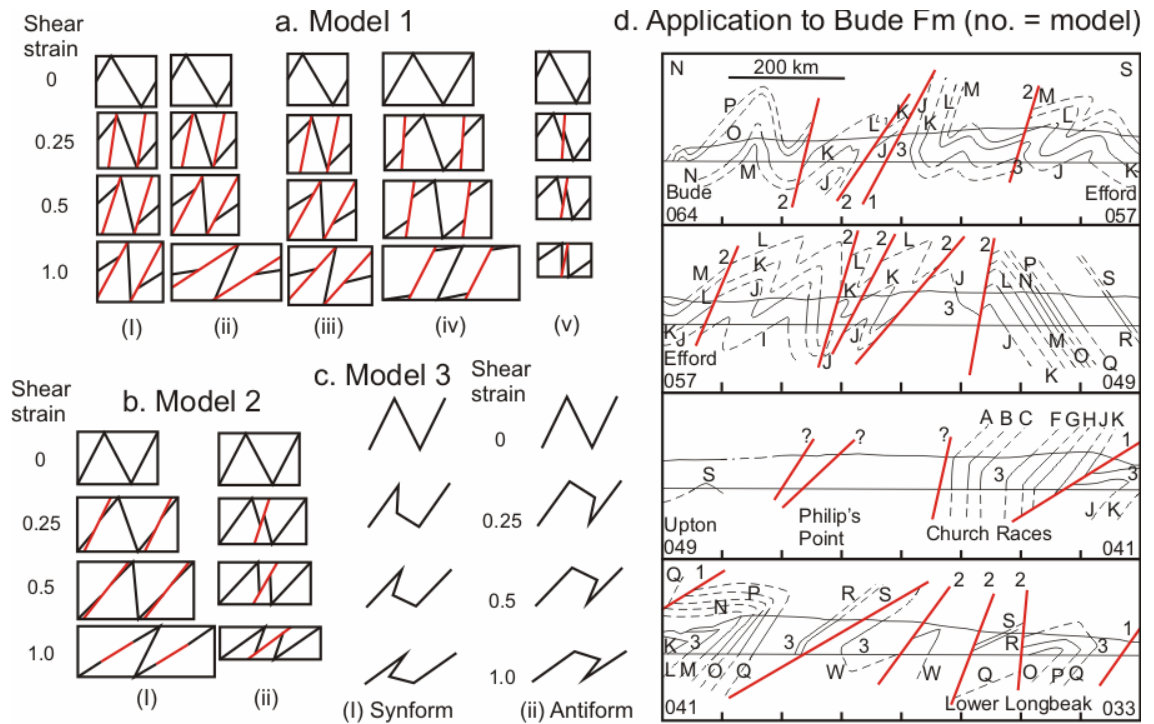 a. Model 1
Shear
strain
0
0.25
0.5
1.0
(I) (ii) (iii) (iv) (v)
b. Model 2
Shear
strain
0
0.25
0.5
1.0
(I) (ii)
c. Model 3
Shear
strain
0
0.25
0.5
1.0
(I) Synform (ii) Antiform
d. Application to Bude Fm (no. = model)
N 200 km S
P K J L M 2 M
O L K L
K J 3
N M J 3 J K
Bude Efford
064 2 2 1 057
2 L 2 2 L 2 2 P
M K L K J L N S
L J K 3
K J I J J M R
Efford J K O Q
057 049
A B C F G H J K
? ? ? 1
S 3 3
J K
Upton Philip's Church Races
049 Point 041
Q 1 P R S 2 2 2
N S 1
K 3 3 3 R 3
L M O Q W W Q O P Q
Lower Longbeak
041 033